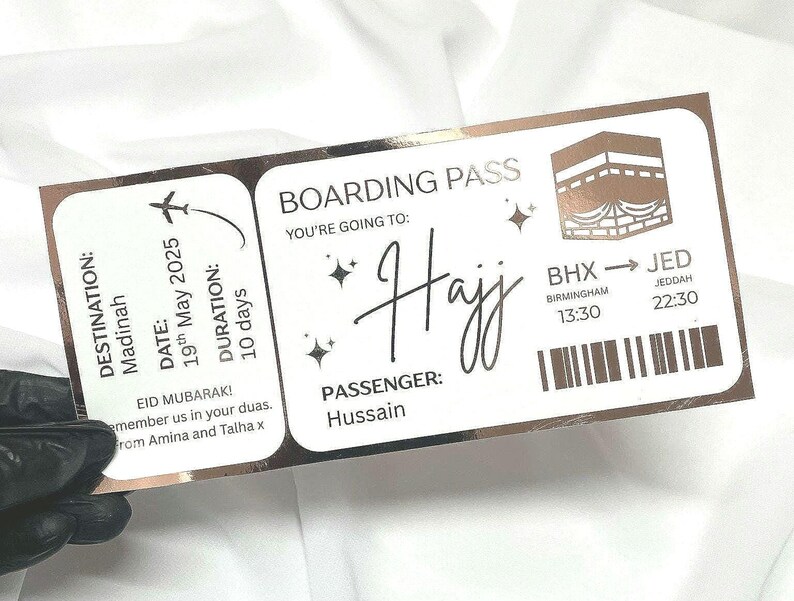 DESTINATION:
Madinah
DATE:
19th May 2025
DURATION:
10 days
EID MUBARAK!
emember us in your duas.
From Amina and Talha x
BOARDING PASS
YOU'RE GOING TO:
Hajj
PASSENGER:
Hussain
BHX → JED
BIRMINGHAM JEDDAH
13:30 22:30